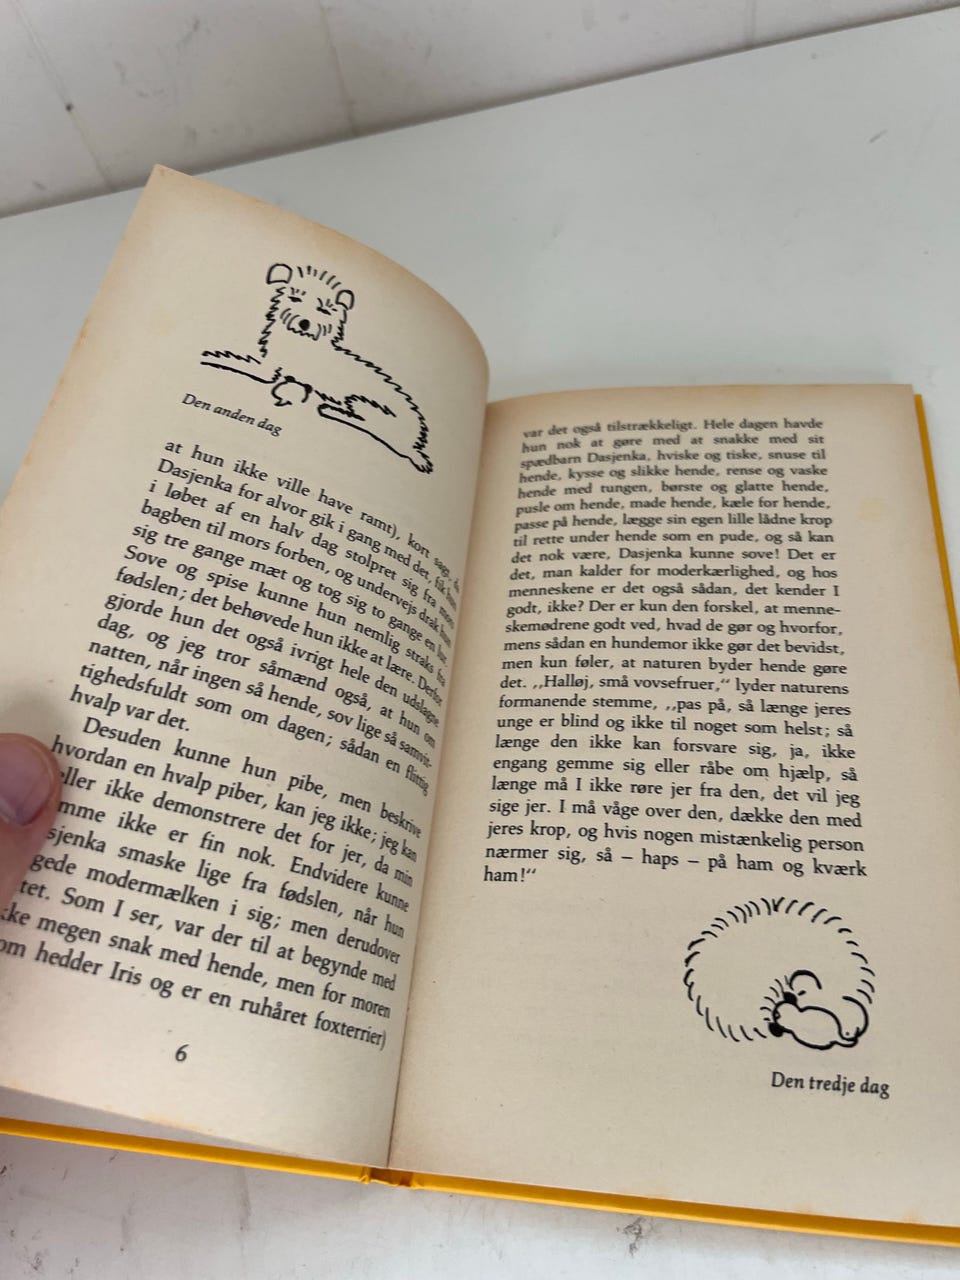 Den anden dag
at hun ikke ville have ramt), kort sagt, da
Dasjenka for alvor gik i gang med det, fik hun
i løbet af en halv dag stolpret sig fra mors
bagben til mors forben, og undervejs drak hun
sig tre gange mæt og tog sig to gange en lur.
Sove og spise kunne hun nemlig straks fra
fødslen; det behøvede hun ikke at lære. Derfor
gjorde hun det også ivrigt hele den udslagne
dag, og jeg tror såmænd også, at hun om
natten, når ingen så hende, sov lige så samvit-
tighedsfuldt som om dagen; sådan en flittig
hvalp var det.
Desuden kunne hun pibe, men beskrive
hvordan en hvalp piber, kan jeg ikke; jeg kan
eller ikke demonstrere det for jer, da min
mme ikke er fin nok. Endvidere kunne
sjenka smaske lige fra fødslen, når hun
gede modermælken i sig; men derudover
tet. Som I ser, var der til at begynde med
ke megen snak med hende, men for moren
om hedder Iris og er en ruhåret foxterrier)
6
var det også tilstrækkeligt. Hele dagen havde
hun nok at gøre med at snakke med sit
spædbarn Dasjenka, hviske og tiske, snuse til
hende, kysse og slikke hende, rense og vaske
hende med tungen, børste og glatte hende,
pusle om hende, made hende, kæle for hende,
passe på hende, lægge sin egen lille lådne krop
til rette under hende som en pude, og så kan
det nok være, Dasjenka kunne sove! Det er
det, man kalder for moderkærlighed, og hos
menneskene er det også sådan, det kender I
godt, ikke? Der er kun den forskel, at menne-
skemødrene godt ved, hvad de gør og hvorfor,
mens sådan en hundemor ikke gør det bevidst,
men kun føler, at naturen byder hende gøre
det. ,,Halløj, små vovsefruer,“ lyder naturens
formanende stemme, ,,pas på, så længe jeres
unge er blind og ikke til noget som helst; så
længe den ikke kan forsvare sig, ja, ikke
engang gemme sig eller råbe om hjælp, så
længe må I ikke røre jer fra den, det vil jeg
sige jer. I må våge over den, dække den med
jeres krop, og hvis nogen mistænkelig person
nærmer sig, så – haps – på ham og kværk
ham!“
Den tredje dag